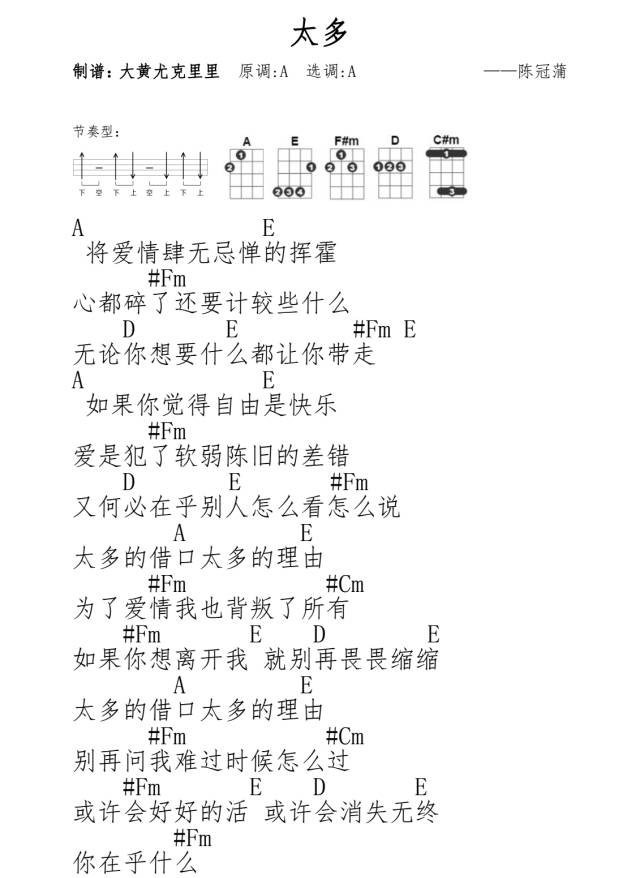 太多
制谱：大黄尤克里里 原调:A 选调:A ——陈冠蒲
节奏型：
A E F#m D C#m
下 空 下 上 空 上 下 上
A E
将爱情肆无忌惮的挥霍
#Fm
心都碎了还要计较些什么
D E #Fm E
无论你想要什么都让你带走
A E
如果你觉得自由是快乐
#Fm
爱是犯了软弱陈旧的差错
D E #Fm
又何必在乎别人怎么看怎么说
A E
太多的借口太多的理由
#Fm #Cm
为了爱情我也背叛了所有
#Fm E D E
如果你想离开我 就别再畏畏缩缩
A E
太多的借口太多的理由
#Fm #Cm
别再问我难过时候怎么过
#Fm E D E
或许会好好的活 或许会消失无终
#Fm
你在乎什么